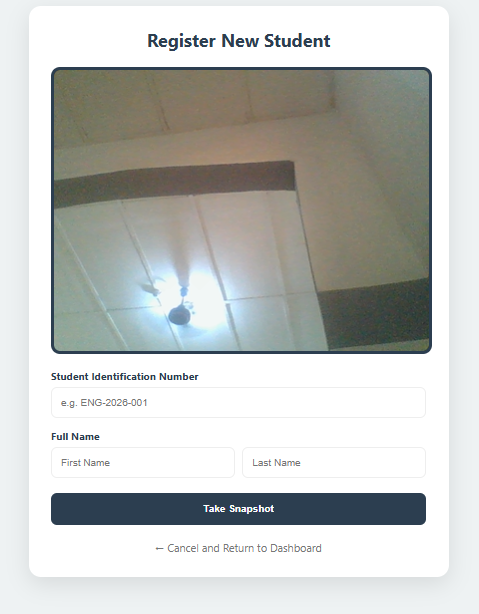 Register New Student
Student Identification Number
e.g. ENG-2026-001
Full Name
First Name Last Name
Take Snapshot
← Cancel and Return to Dashboard